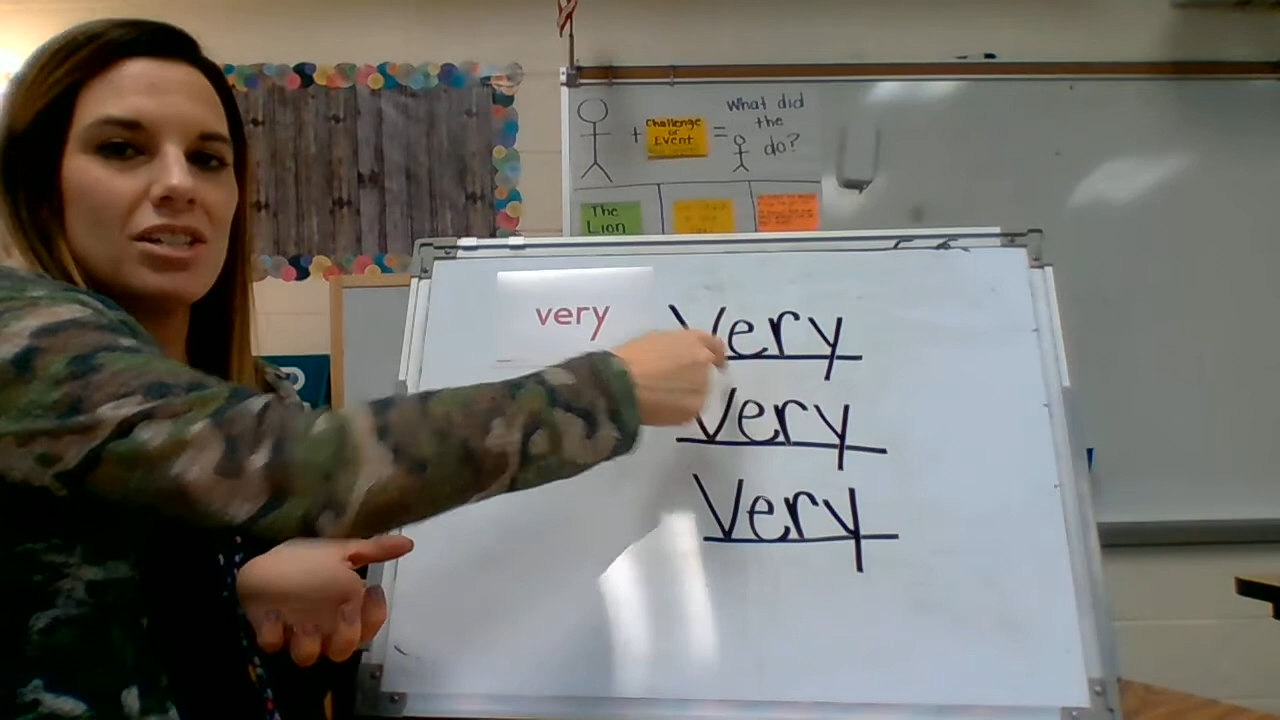 What did
the
do?
+
Challenge
or
Event
=
The
Lion
very
Very
Very
Very